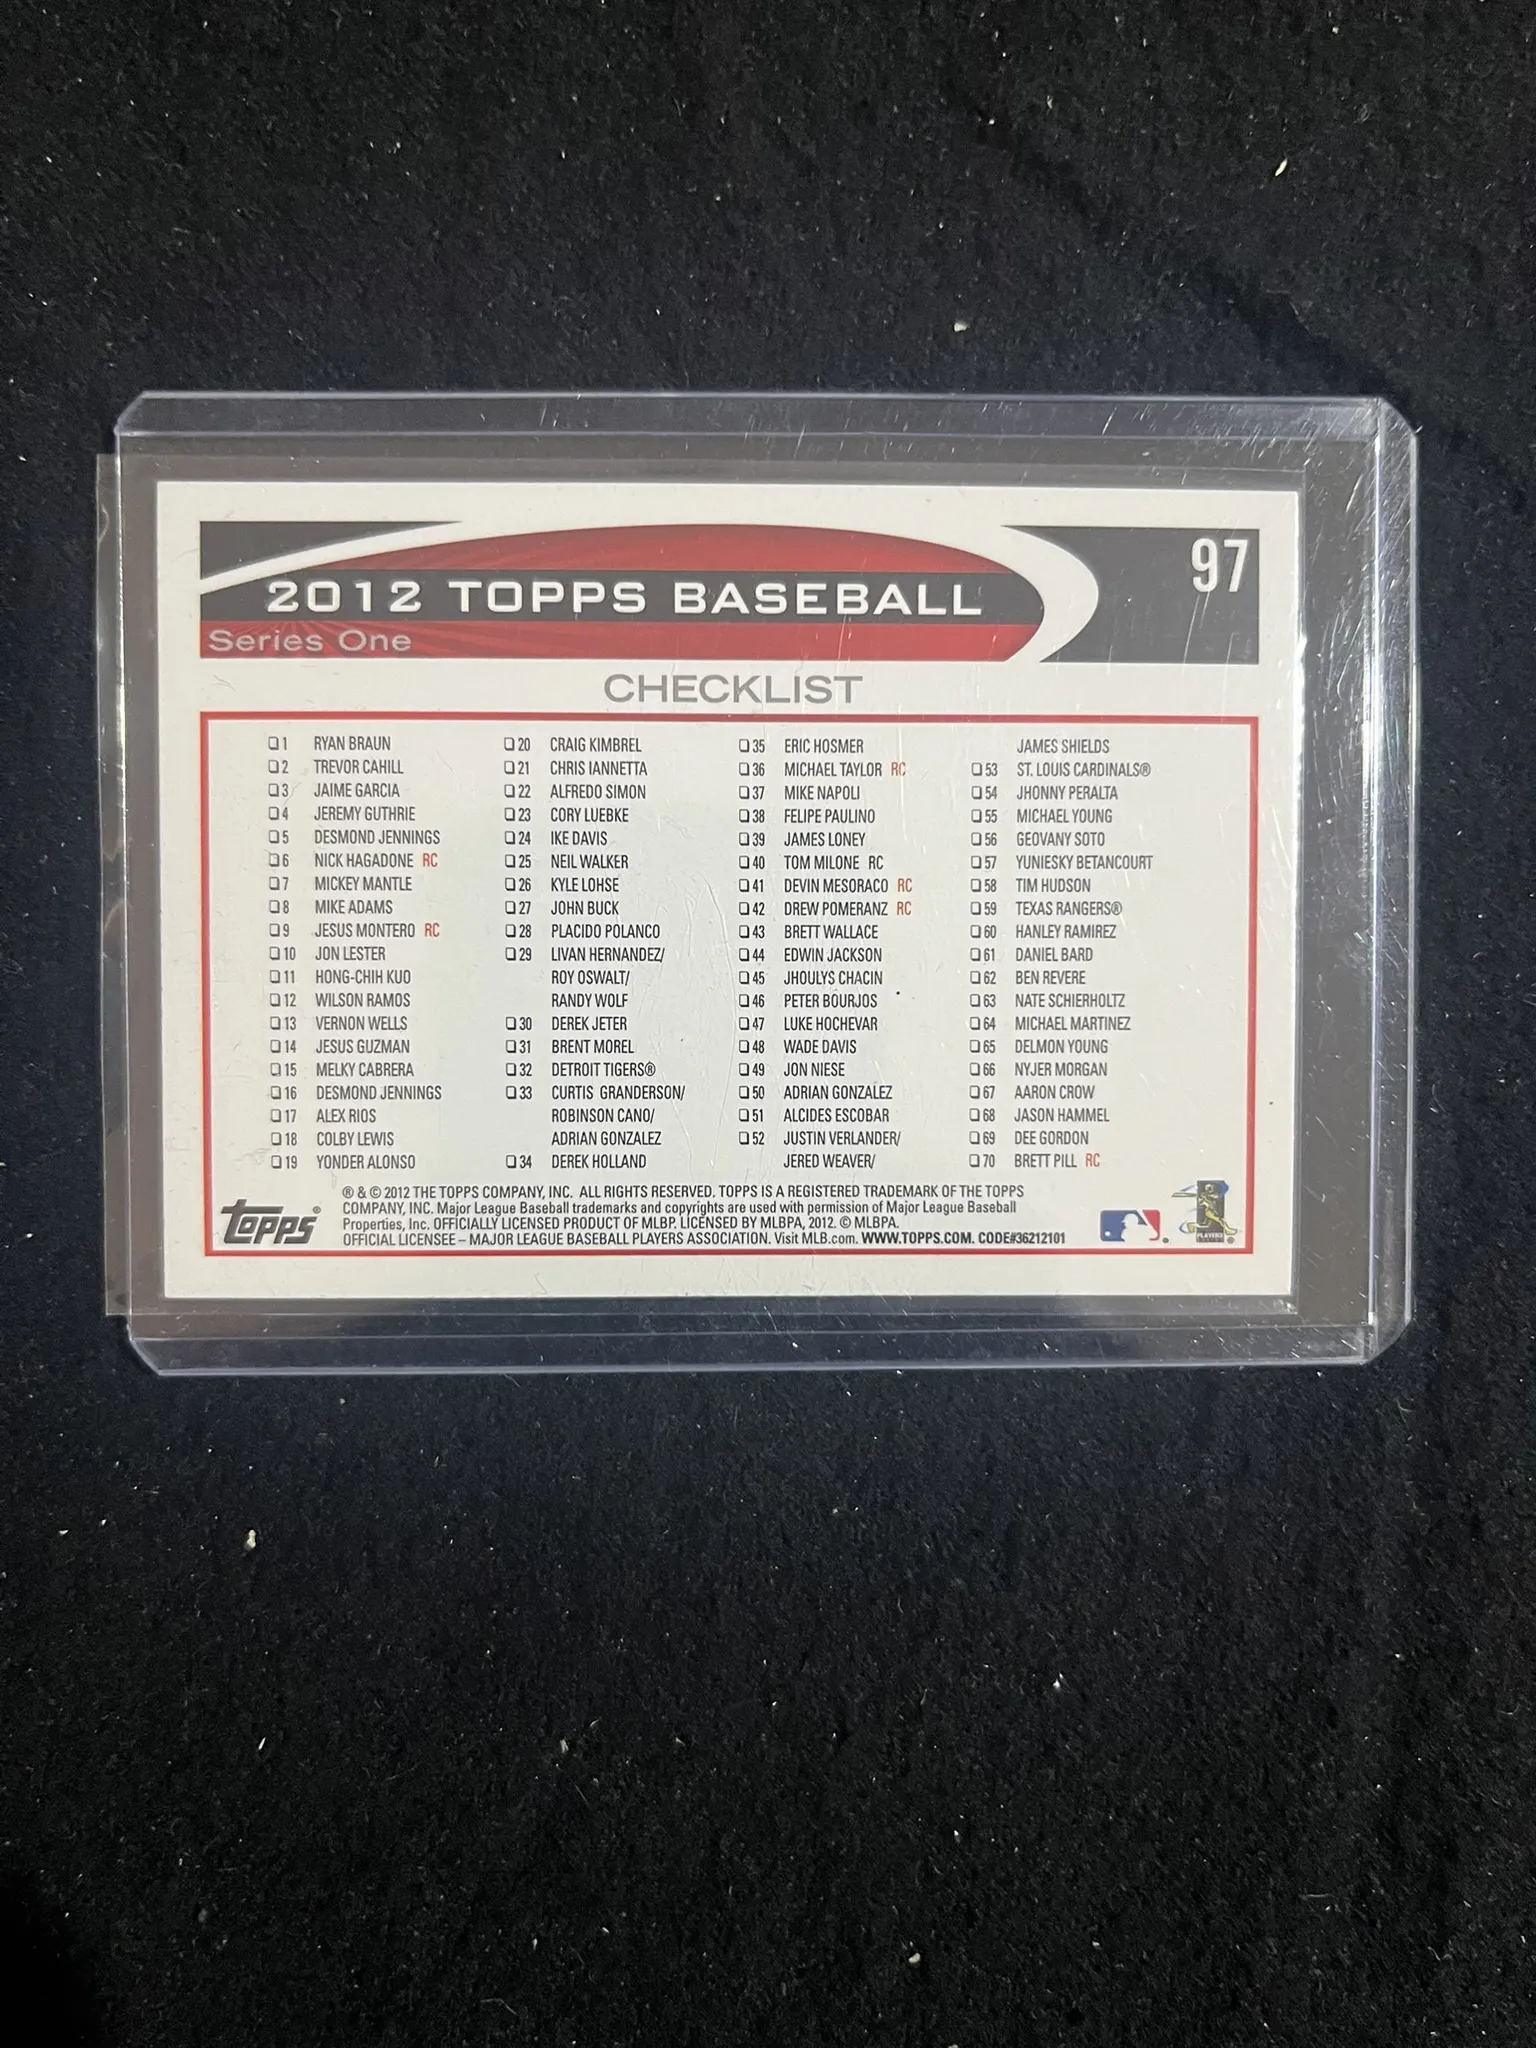 97
2012 TOPPS BASEBALL
Series One
CHECKLIST
1 RYAN BRAUN
2 TREVOR CAHILL
3 JAIME GARCIA
4 JEREMY GUTHRIE
5 DESMOND JENNINGS
6 NICK HAGADONE RC
7 MICKEY MANTLE
8 MIKE ADAMS
9 JESUS MONTERO RC
10 JON LESTER
11 HONG-CHIH KUO
12 WILSON RAMOS
13 VERNON WELLS
14 JESUS GUZMAN
15 MELKY CABRERA
16 DESMOND JENNINGS
17 ALEX RIOS
18 COLBY LEWIS
19 YONDER ALONSO
20 CRAIG KIMBREL
21 CHRIS IANNETTA
22 ALFREDO SIMON
23 CORY LUEBKE
24 IKE DAVIS
25 NEIL WALKER
26 KYLE LOHSE
27 JOHN BUCK
28 PLACIDO POLANCO
29 LIVAN HERNANDEZ/
ROY OSWALT/
RANDY WOLF
30 DEREK JETER
31 BRENT MOREL
32 DETROIT TIGERS®
33 CURTIS GRANDERSON/
ROBINSON CANO/
ADRIAN GONZALEZ
34 DEREK HOLLAND
35 ERIC HOSMER
36 MICHAEL TAYLOR RC
37 MIKE NAPOLI
38 FELIPE PAULINO
39 JAMES LONEY
40 TOM MILONE RC
41 DEVIN MESORACO RC
42 DREW POMERANZ RC
43 BRETT WALLACE
44 EDWIN JACKSON
45 JHOULYS CHACIN
46 PETER BOURJOS
47 LUKE HOCHEVAR
48 WADE DAVIS
49 JON NIESE
50 ADRIAN GONZALEZ
51 ALCIDES ESCOBAR
52 JUSTIN VERLANDER/
JERED WEAVER/
JAMES SHIELDS
53 ST. LOUIS CARDINALS®
54 JHONNY PERALTA
55 MICHAEL YOUNG
56 GEOVANY SOTO
57 YUNIESKY BETANCOURT
58 TIM HUDSON
59 TEXAS RANGERS®
60 HANLEY RAMIREZ
61 DANIEL BARD
62 BEN REVERE
63 NATE SCHIERHOLTZ
64 MICHAEL MARTINEZ
65 DELMON YOUNG
66 NYJER MORGAN
67 AARON CROW
68 JASON HAMMEL
69 DEE GORDON
70 BRETT PILL RC
topps®
® & © 2012 THE TOPPS COMPANY, INC. ALL RIGHTS RESERVED. TOPPS IS A REGISTERED TRADEMARK OF THE TOPPS
COMPANY, INC. Major League Baseball trademarks and copyrights are used with permission of Major League Baseball
Properties, Inc. OFFICIALLY LICENSED PRODUCT OF MLBP. LICENSED BY MLBPA, 2012. © MLBPA.
OFFICIAL LICENSEE – MAJOR LEAGUE BASEBALL PLAYERS ASSOCIATION. Visit MLB.com. WWW.TOPPS.COM. CODE#36212101
PLAYERS